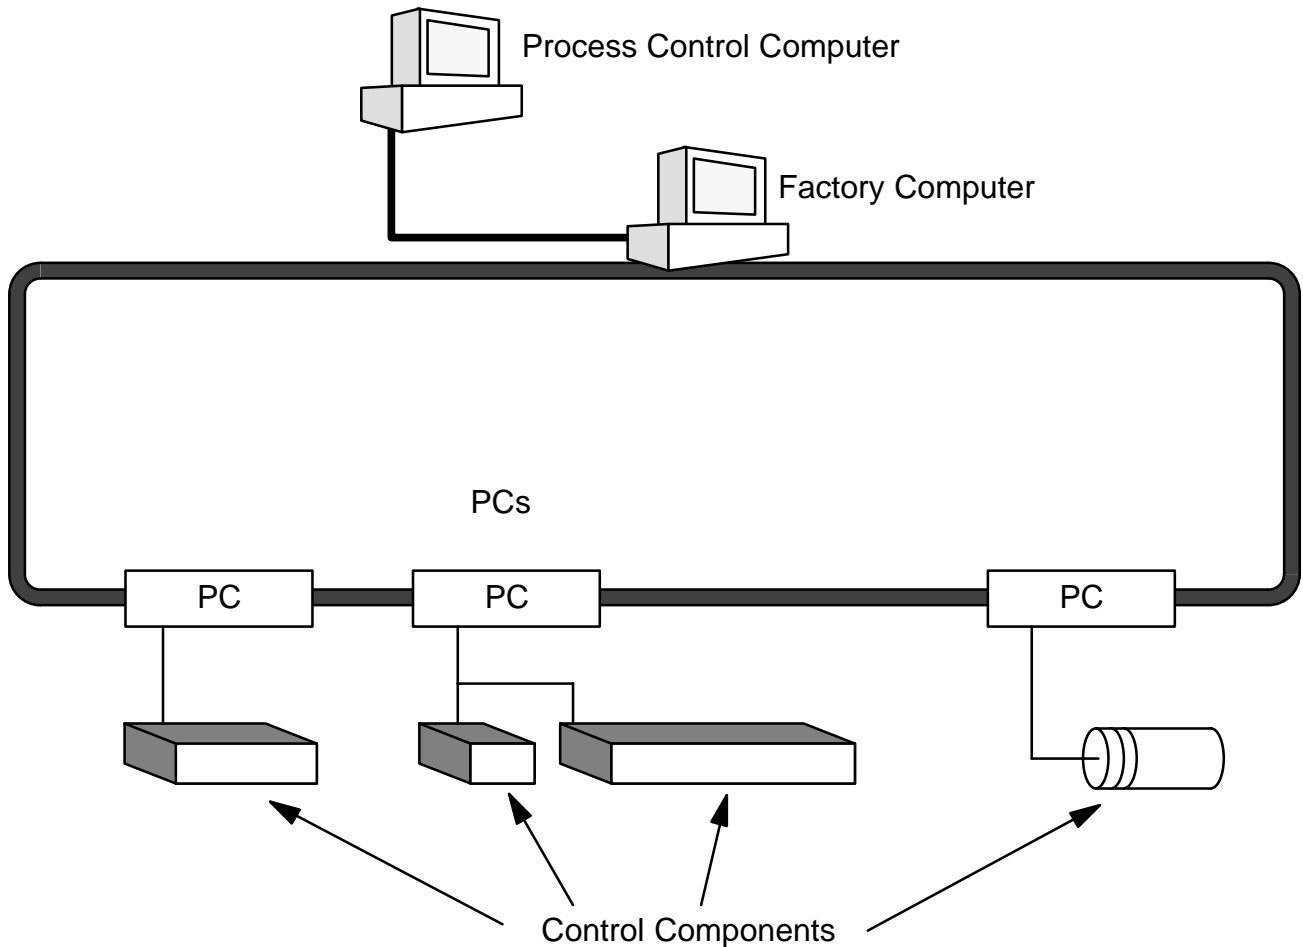 Process Control Computer
Factory Computer
PCs
PC
PC
PC
Control Components